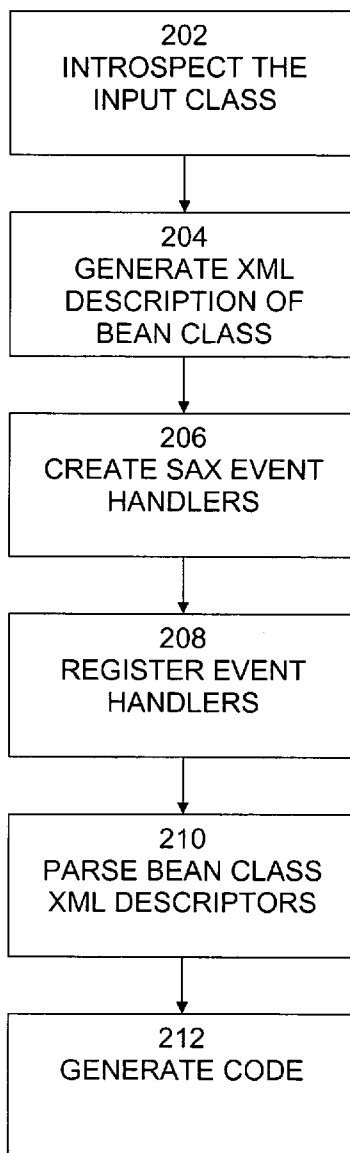 202
INTROSPECT THE
INPUT CLASS
204
GENERATE XML
DESCRIPTION OF
BEAN CLASS
206
CREATE SAX EVENT
HANDLERS
208
REGISTER EVENT
HANDLERS
210
PARSE BEAN CLASS
XML DESCRIPTORS
212
GENERATE CODE